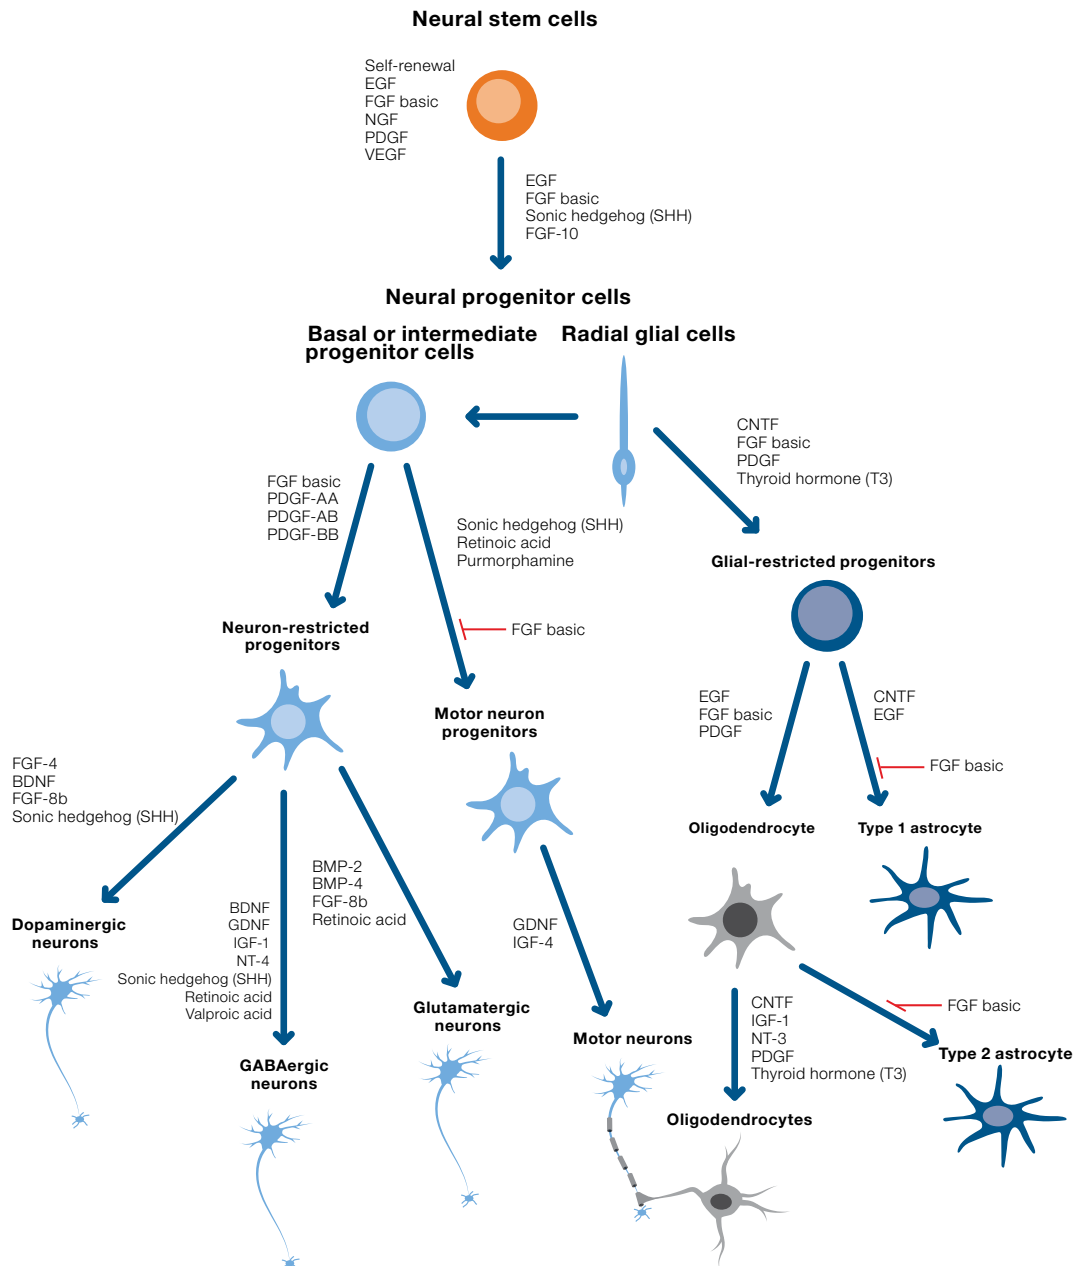 Neural stem cells
Self-renewal
EGF
FGF basic
NGF
PDGF
VEGF
EGF
FGF basic
Sonic hedgehog (SHH)
FGF-10
Neural progenitor cells
Basal or intermediate
progenitor cells
Radial glial cells
CNTF
FGF basic
PDGF
Thyroid hormone (T3)
FGF basic
PDGF-AA
PDGF-AB
PDGF-BB
Sonic hedgehog (SHH)
Retinoic acid
Purmorphamine
FGF basic
Glial-restricted progenitors
Neuron-restricted
progenitors
Motor neuron
progenitors
EGF
FGF basic
PDGF
CNTF
EGF
FGF basic
FGF-4
BDNF
FGF-8b
Sonic hedgehog (SHH)
Oligodendrocyte
Type 1 astrocyte
BMP-2
BMP-4
FGF-8b
Retinoic acid
BDNF
GDNF
IGF-1
NT-4
Sonic hedgehog (SHH)
Retinoic acid
Valproic acid
GDNF
IGF-4
Dopaminergic
neurons
Glutamatergic
neurons
GABAergic
neurons
Motor neurons
CNTF
IGF-1
NT-3
PDGF
Thyroid hormone (T3)
FGF basic
Type 2 astrocyte
Oligodendrocytes